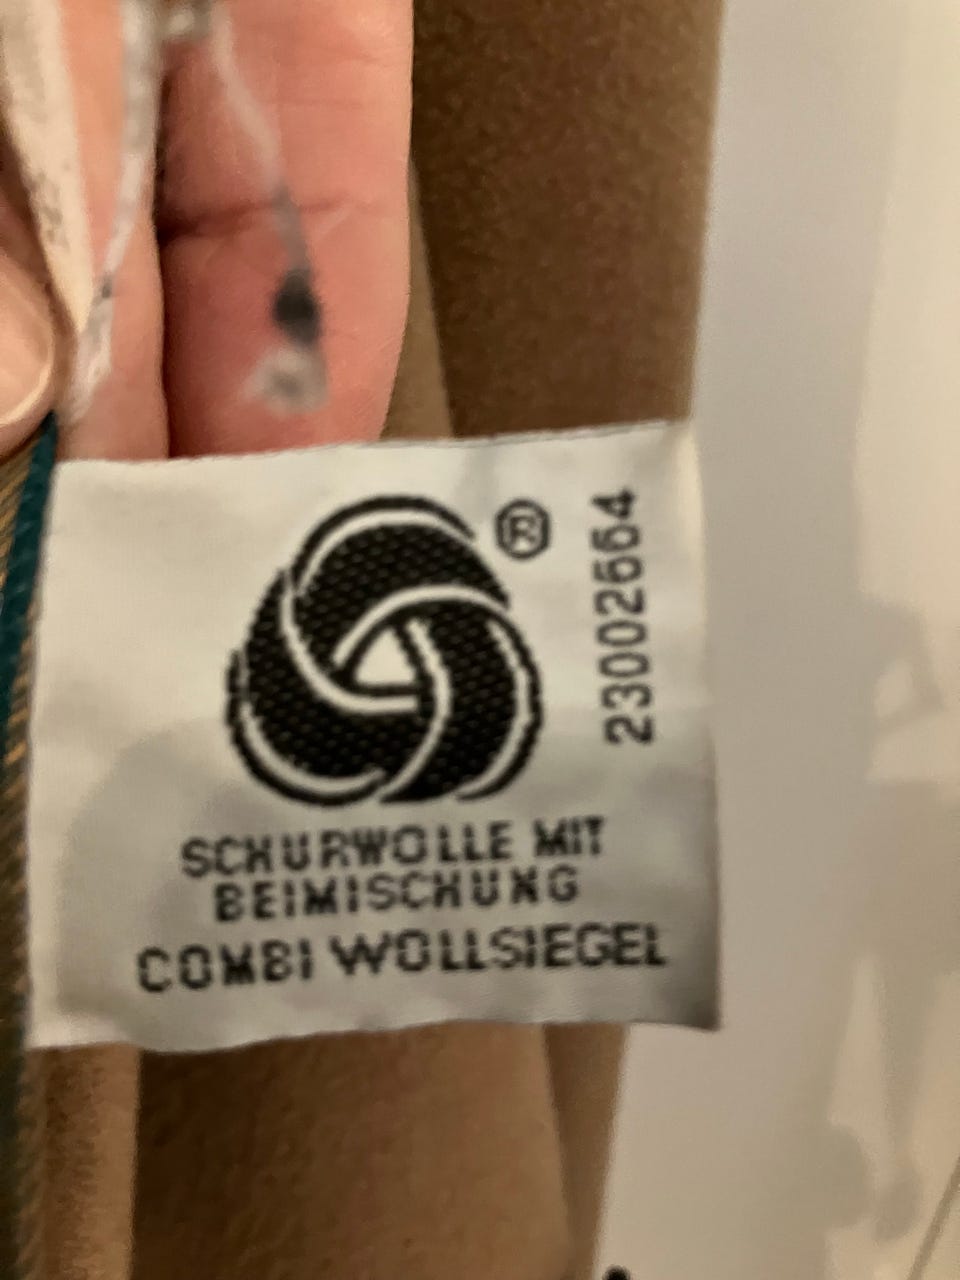 ®
23002664
SCHURWOLLE MIT
BEIMISCHUNG
COMBI WOLLSIEGEL